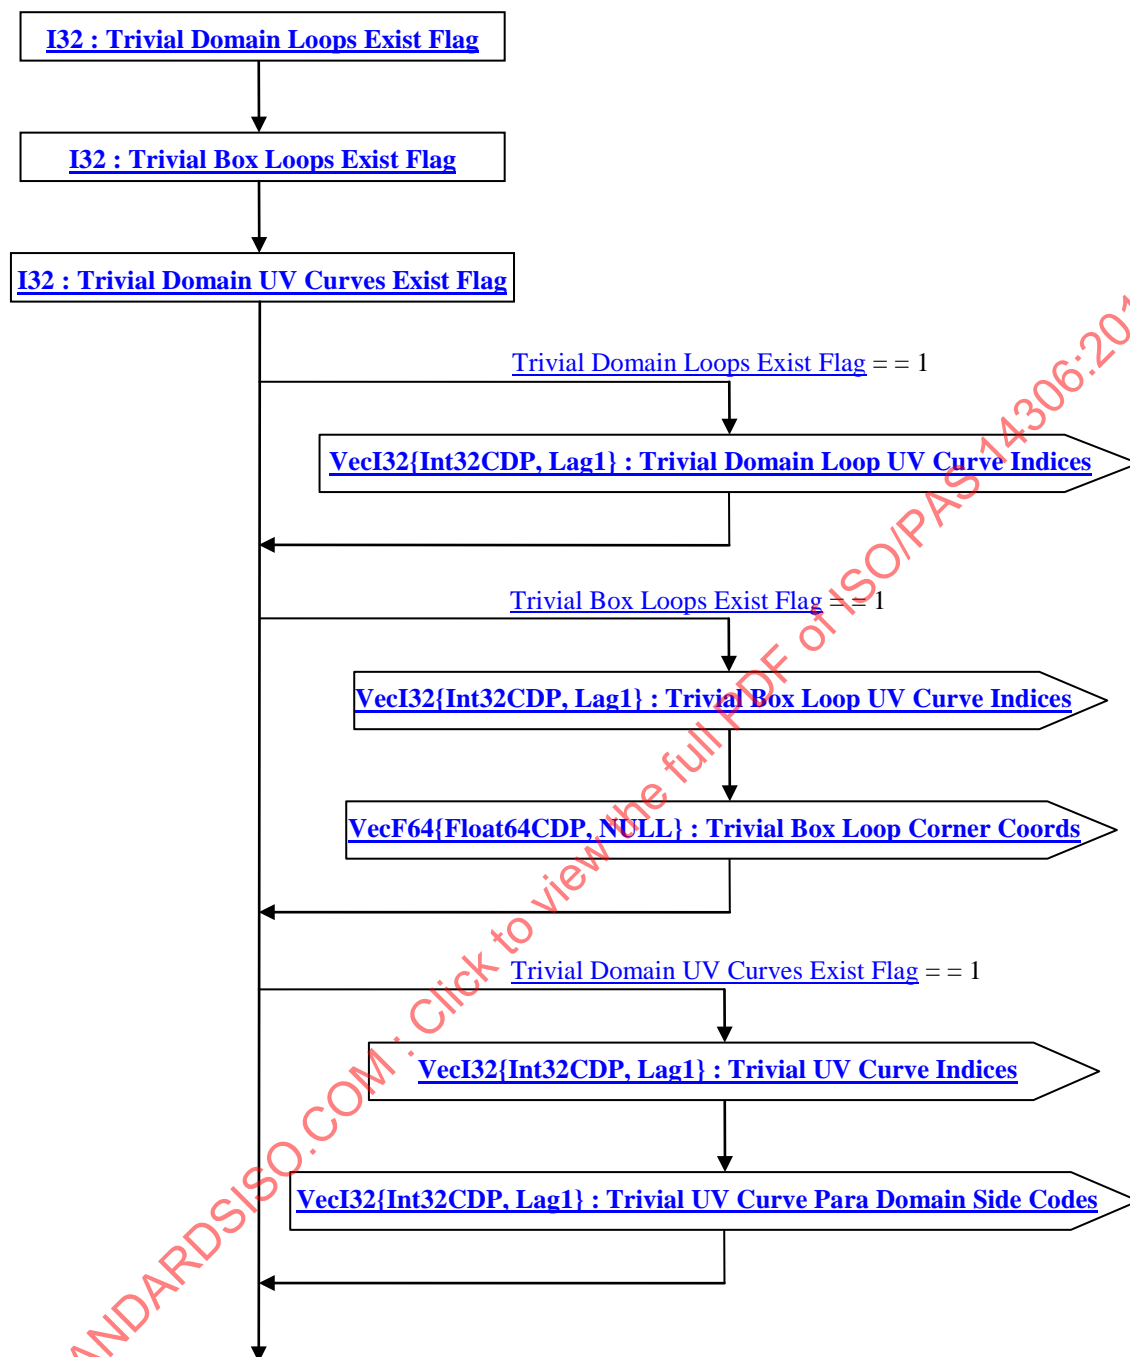 I32 : Trivial Domain Loops Exist Flag
I32 : Trivial Box Loops Exist Flag
I32 : Trivial Domain UV Curves Exist Flag
Trivial Domain Loops Exist Flag = = 1
VecI32{Int32CDP, Lag1} : Trivial Domain Loop UV Curve Indices
Trivial Box Loops Exist Flag = = 1
VecI32{Int32CDP, Lag1} : Trivial Box Loop UV Curve Indices
VecF64{Float64CDP, NULL} : Trivial Box Loop Corner Coords
Trivial Domain UV Curves Exist Flag = = 1
VecI32{Int32CDP, Lag1} : Trivial UV Curve Indices
VecI32{Int32CDP, Lag1} : Trivial UV Curve Para Domain Side Codes
ANDARDSISO.COM : Click to view the full PDF of ISO/PAS 14306:201